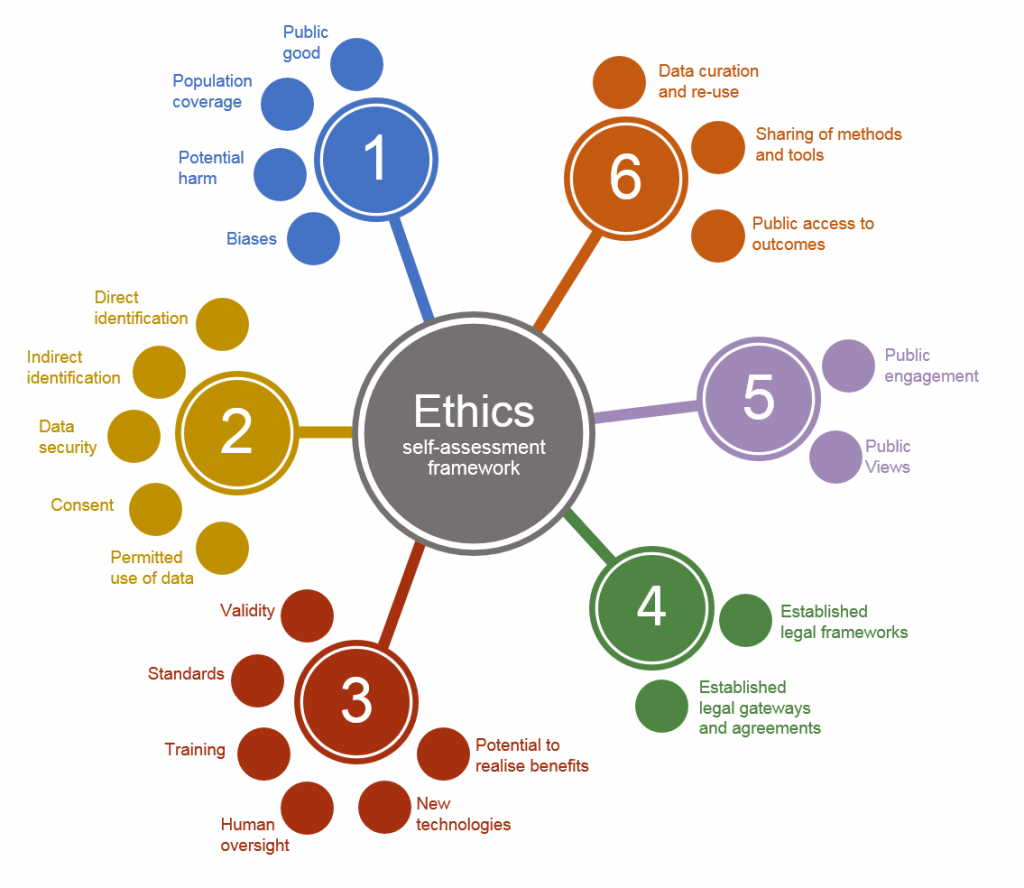 Ethics
self-assessment
framework
1
Public
good
Population
coverage
Potential
harm
Biases
2
Direct
identification
Indirect
identification
Data
security
Consent
Permitted
use of data
3
Validity
Standards
Training
Human
oversight
New
technologies
Potential to
realise benefits
4
Established
legal frameworks
Established
legal gateways
and agreements
5
Public
engagement
Public
Views
6
Data curation
and re-use
Sharing of methods
and tools
Public access to
outcomes